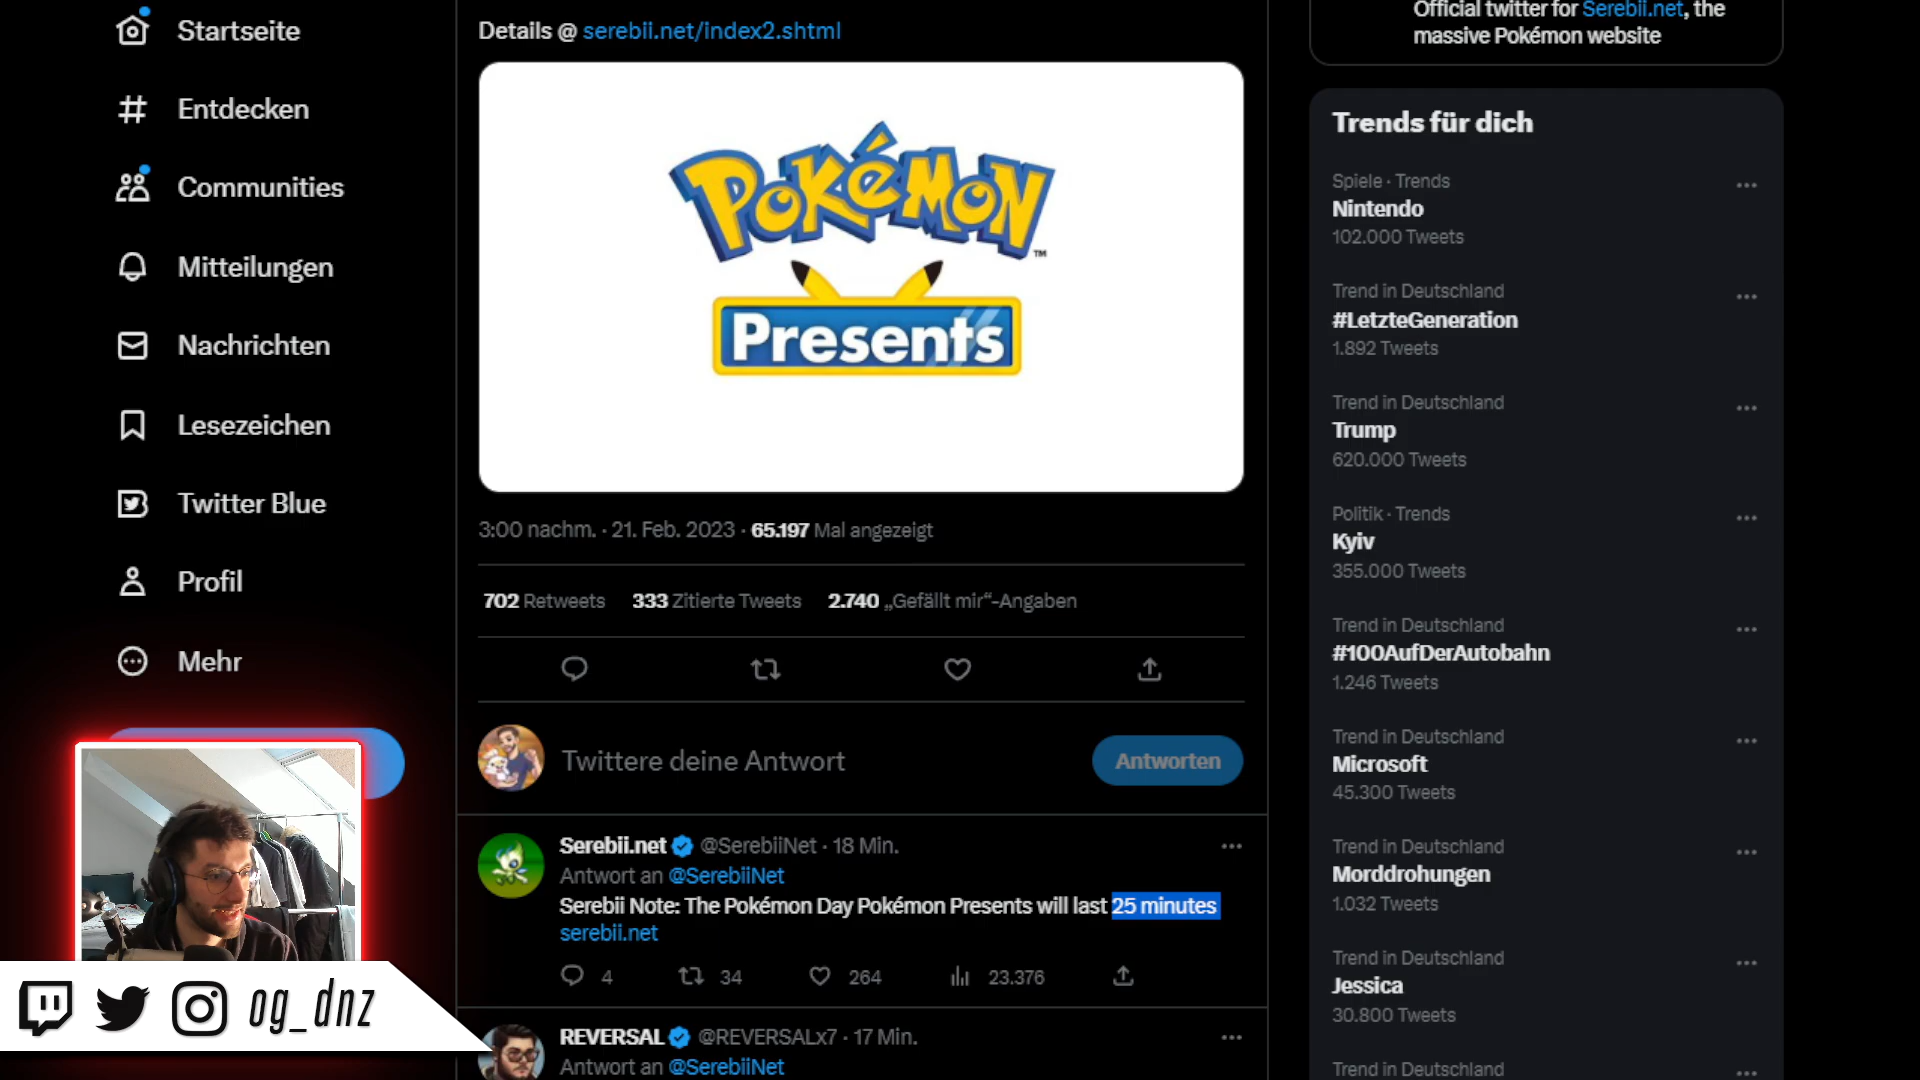 Startseite
Entdecken
Communities
Mitteilungen
Nachrichten
Lesezeichen
Twitter Blue
Profil
Mehr
Details @ serebii.net/index2.shtml
POKéMON
TM
Presents
3:00 nachm. · 21. Feb. 2023 · 65.197 Mal angezeigt
702 Retweets 333 Zitierte Tweets 2.740 „Gefällt mir“-Angaben
Twittere deine Antwort
Antworten
Serebii.net @SerebiiNet · 18 Min.
Antwort an @SerebiiNet
Serebii Note: The Pokémon Day Pokémon Presents will last 25 minutes
serebii.net
4 34 264 23.376
REVERSAL @REVERSALx7 · 17 Min.
Antwort an @SerebiiNet
Official twitter for Serebii.net, the
massive Pokémon website
Trends für dich
Spiele · Trends
Nintendo
102.000 Tweets
Trend in Deutschland
#LetzteGeneration
1.892 Tweets
Trend in Deutschland
Trump
620.000 Tweets
Politik · Trends
Kyiv
355.000 Tweets
Trend in Deutschland
#100AufDerAutobahn
1.246 Tweets
Trend in Deutschland
Microsoft
45.300 Tweets
Trend in Deutschland
Morddrohungen
1.032 Tweets
Trend in Deutschland
Jessica
30.800 Tweets
Trend in Deutschland
og_dnz